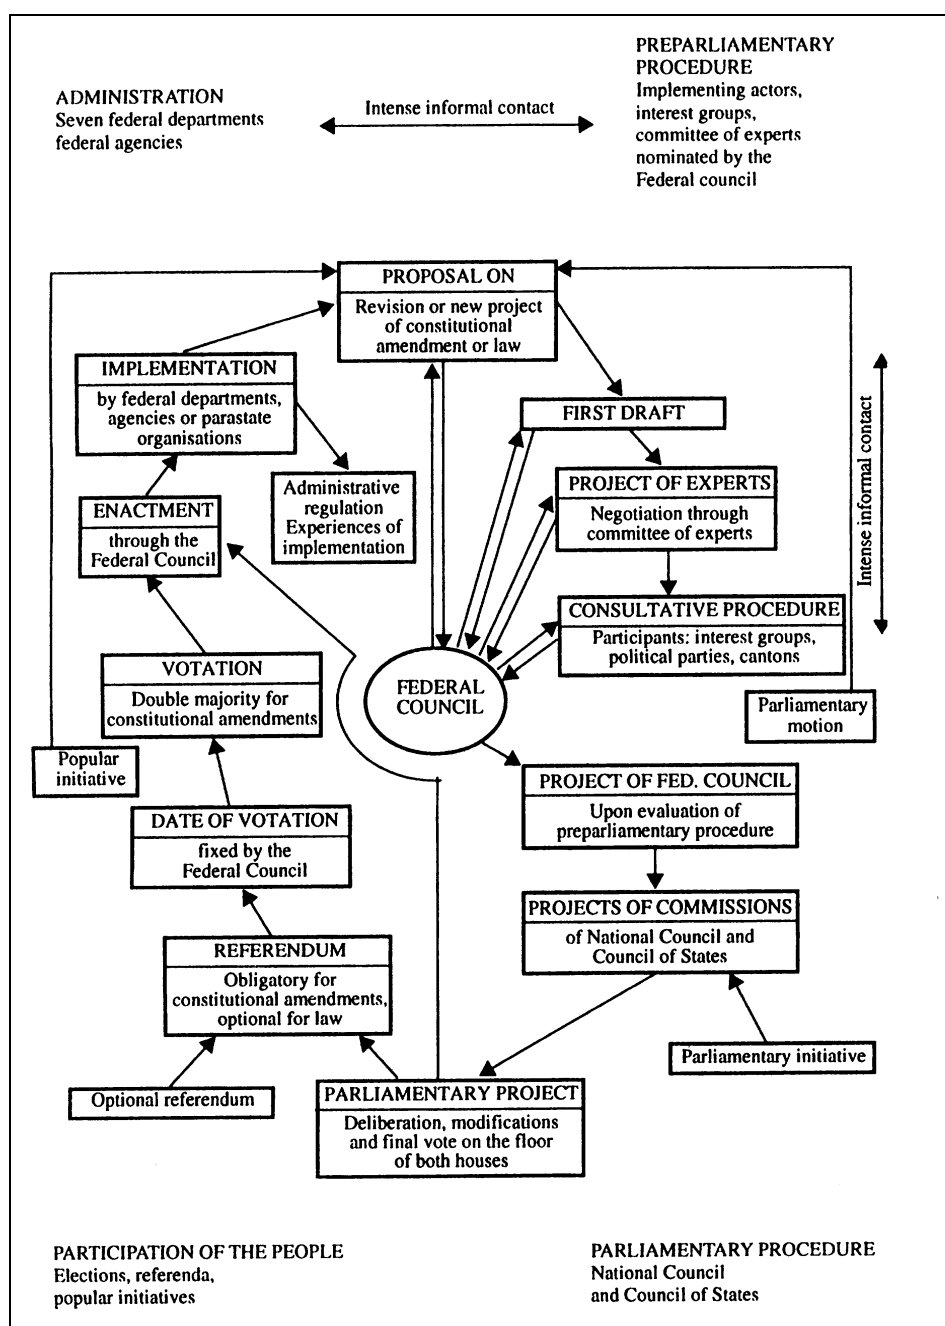 ADMINISTRATION
Seven federal departments
federal agencies
Intense informal contact
PREPARLIAMENTARY
PROCEDURE
Implementing actors,
interest groups,
committee of experts
nominated by the
Federal council
PROPOSAL ON
Revision or new project
of constitutional
amendment or law
IMPLEMENTATION
by federal departments,
agencies or parastate
organisations
FIRST DRAFT
Intense informal contact
Administrative
regulation
Experiences of
implementation
PROJECT OF EXPERTS
Negotiation through
committee of experts
ENACTMENT
through the
Federal Council
CONSULTATIVE PROCEDURE
Participants: interest groups,
political parties, cantons
VOTATION
Double majority for
constitutional amendments
FEDERAL
COUNCIL
Parliamentary
motion
Popular
initiative
PROJECT OF FED. COUNCIL
Upon evaluation of
preparliamentary procedure
DATE OF VOTATION
fixed by the
Federal Council
PROJECTS OF COMMISSIONS
of National Council and
Council of States
REFERENDUM
Obligatory for
constitutional amendments,
optional for law
Parliamentary initiative
Optional referendum
PARLIAMENTARY PROJECT
Deliberation, modifications
and final vote on the floor
of both houses
PARTICIPATION OF THE PEOPLE
Elections, referenda,
popular initiatives
PARLIAMENTARY PROCEDURE
National Council
and Council of States